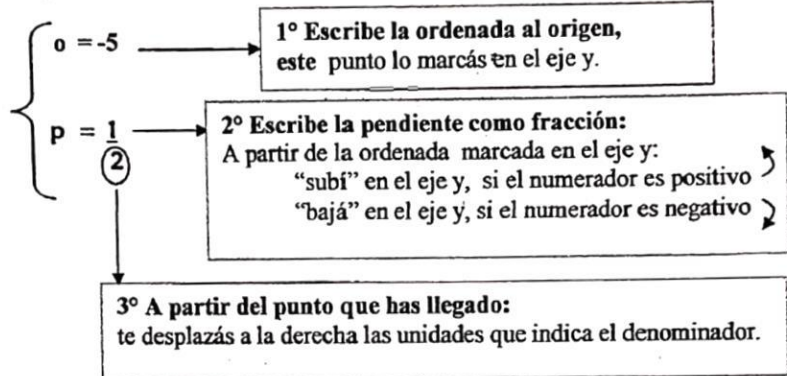 o = -5
1° Escribe la ordenada al origen,
este punto lo marcás en el eje y.
p = 1
2
2° Escribe la pendiente como fracción:
A partir de la ordenada marcada en el eje y:
“subí” en el eje y, si el numerador es positivo
“bajá” en el eje y, si el numerador es negativo
3° A partir del punto que has llegado:
te desplazás a la derecha las unidades que indica el denominador.